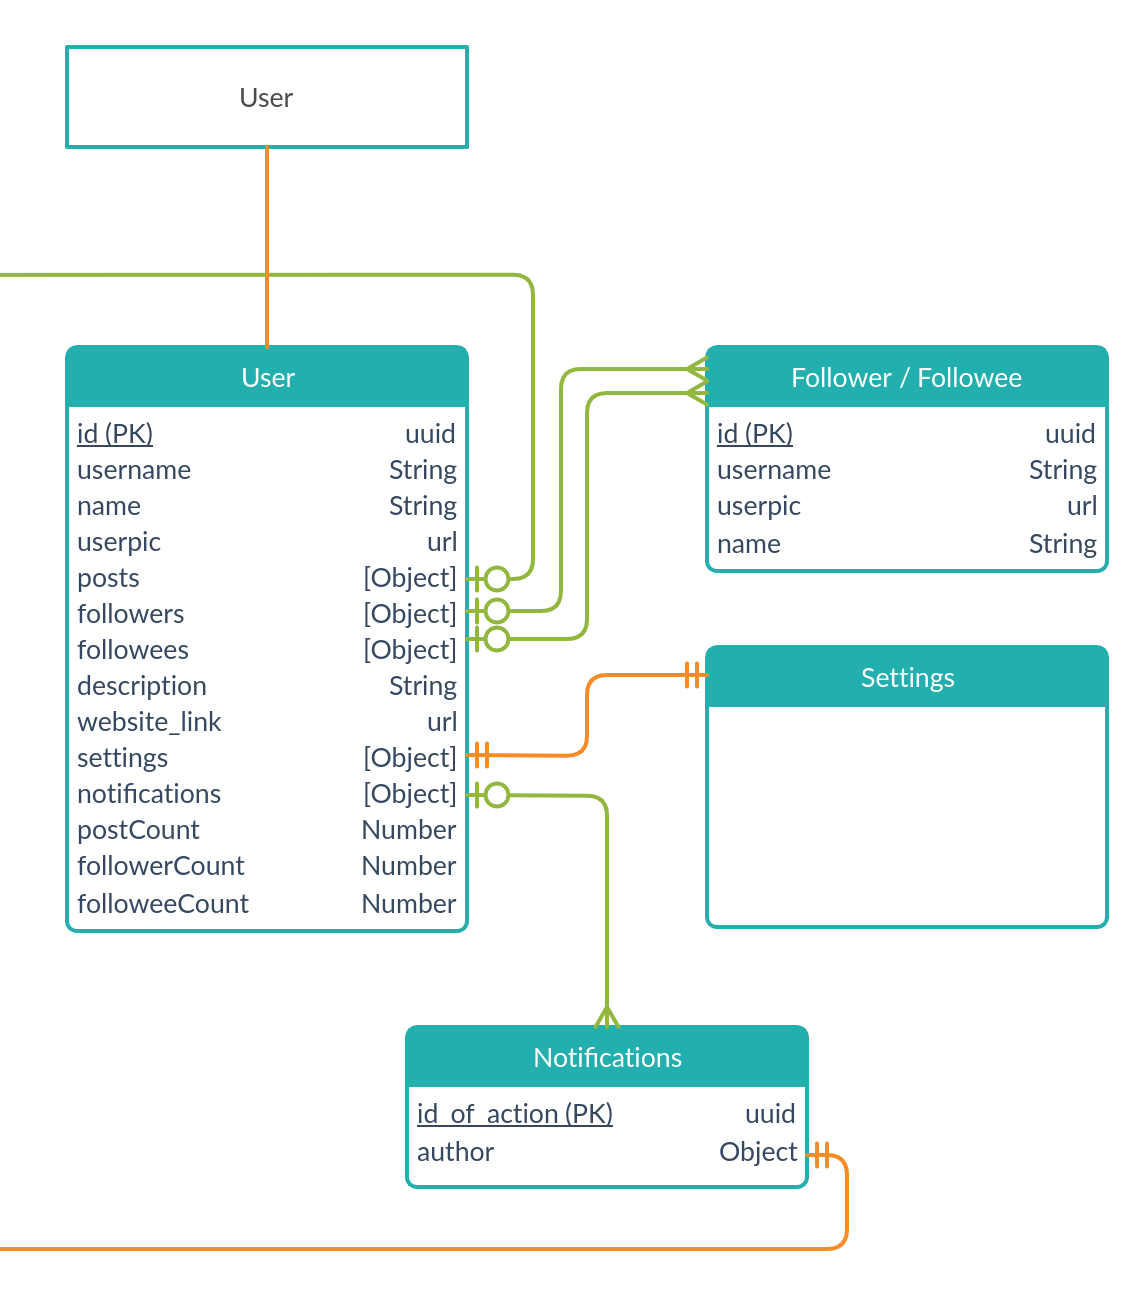 User
User
id (PK) uuid
username String
name String
userpic url
posts [Object]
followers [Object]
followees [Object]
description String
website_link url
settings [Object]
notifications [Object]
postCount Number
followerCount Number
followeeCount Number
Follower / Followee
id (PK) uuid
username String
userpic url
name String
Settings
Notifications
id_of_action (PK) uuid
author Object